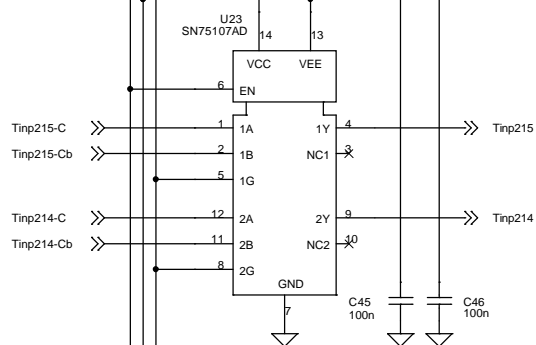 U23
SN75107AD
14
13
VCC
VEE
6
EN
Tinp215-C
1
1A
1Y
4
Tinp215
Tinp215-Cb
2
1B
NC1
3
5
1G
Tinp214-C
12
2A
2Y
9
Tinp214
Tinp214-Cb
11
2B
NC2
10
8
2G
GND
7
C45
100n
C46
100n